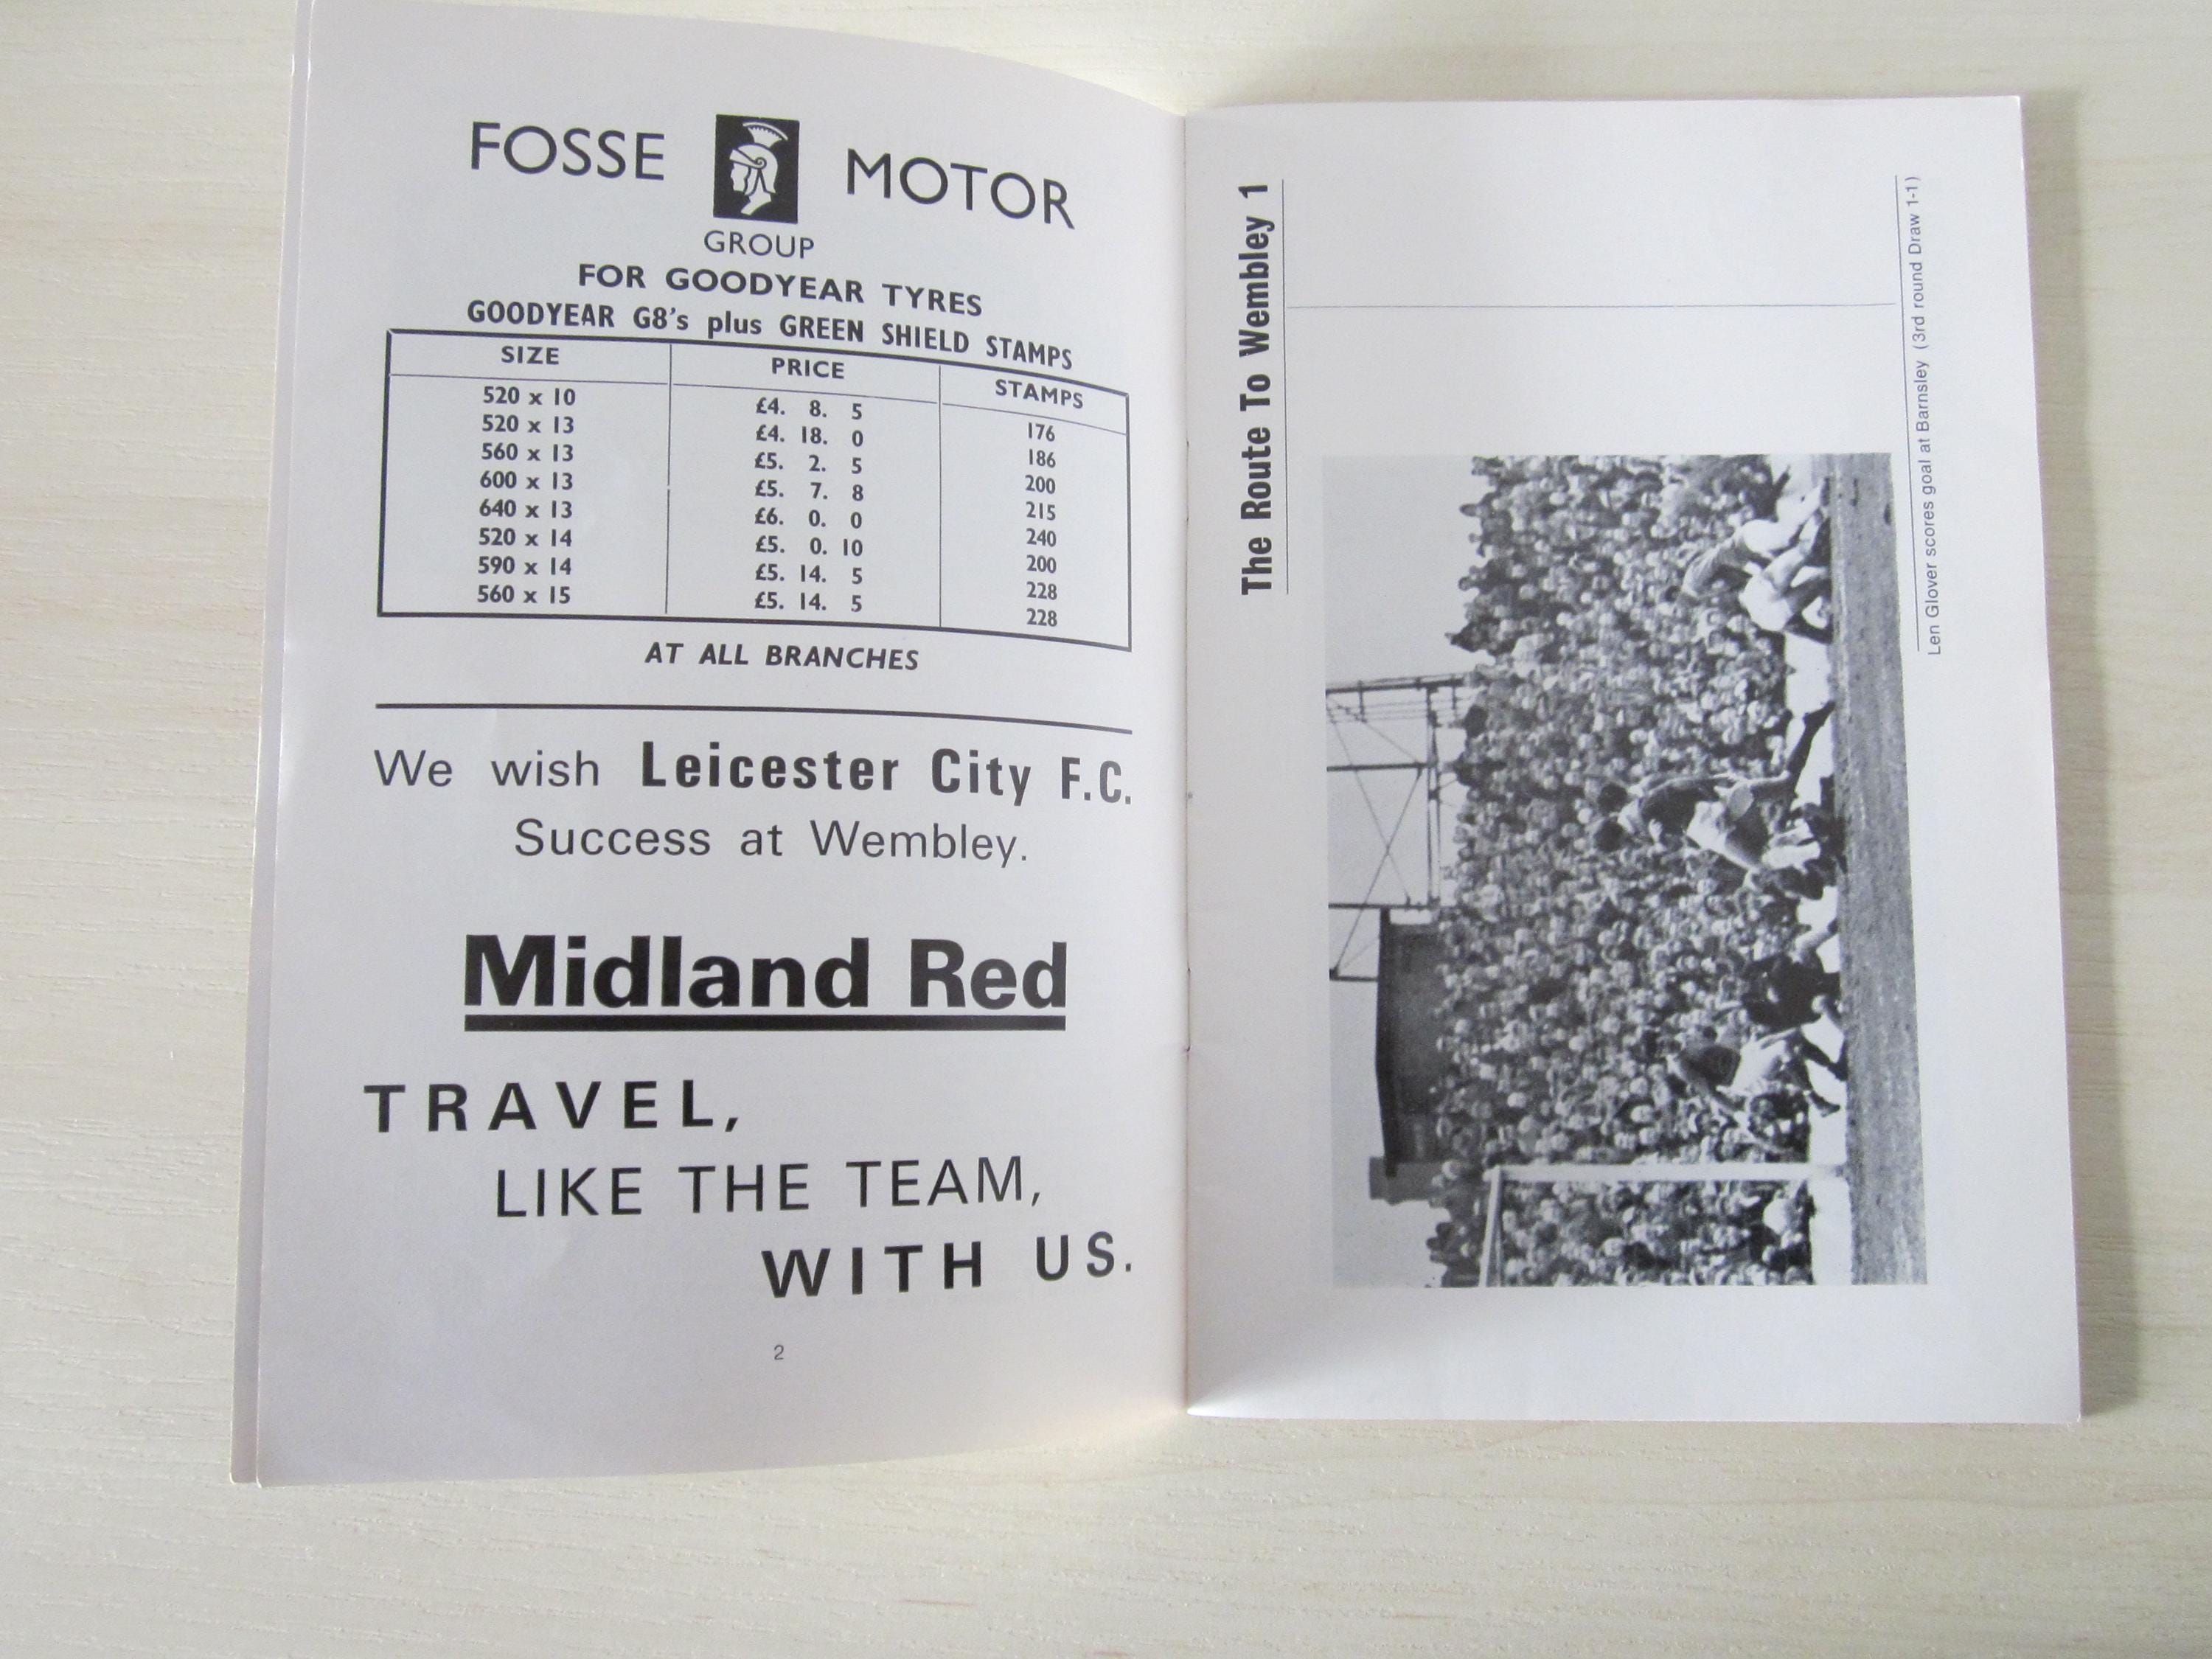 FOSSE MOTOR
GROUP
FOR GOODYEAR TYRES
GOODYEAR G8's plus GREEN SHIELD STAMPS
SIZE PRICE STAMPS
520 x 10 £4. 8. 5 176
520 x 13 £4. 18. 0 186
560 x 13 £5. 2. 5 200
600 x 13 £5. 7. 8 215
640 x 13 £6. 0. 0 240
520 x 14 £5. 0. 10 200
590 x 14 £5. 14. 5 228
560 x 15 £5. 14. 5 228
AT ALL BRANCHES
We wish Leicester City F.C.
Success at Wembley.
Midland Red
TRAVEL,
LIKE THE TEAM,
WITH US.
2
The Route To Wembley 1
Len Glover scores goal at Barnsley (3rd round Draw 1-1)